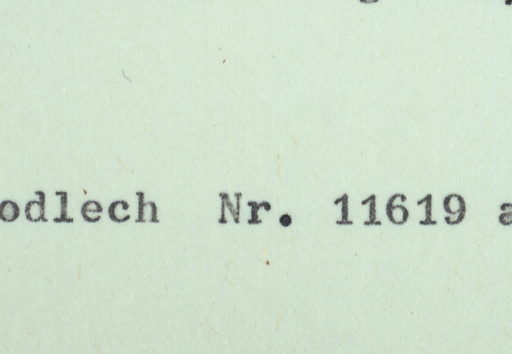 odlech Nr. 11619 a